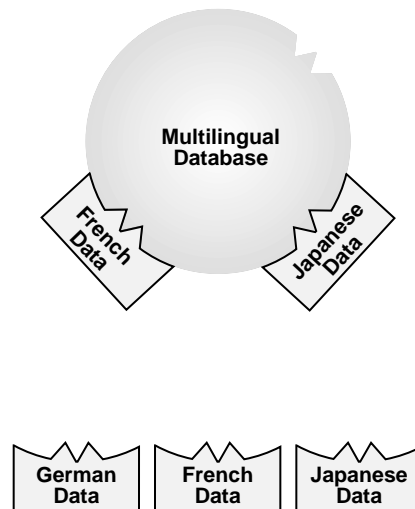 Multilingual
Database
French
Data
Japanese
Data
German
Data
French
Data
Japanese
Data